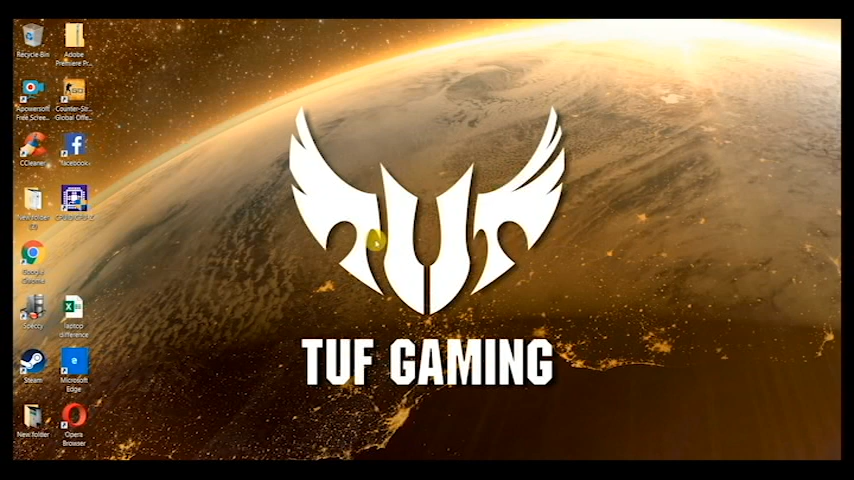 Recycle Bin
Adobe
Premiere Pr...
Apowersoft
Free Scree...
Counter-Str...
Global Offe...
CCleaner
facebook
New folder
(3)
Google
Chrome
Speccy
laptop
difference
Steam
Microsoft
Edge
New folder
Opera
Browser
TUF GAMING